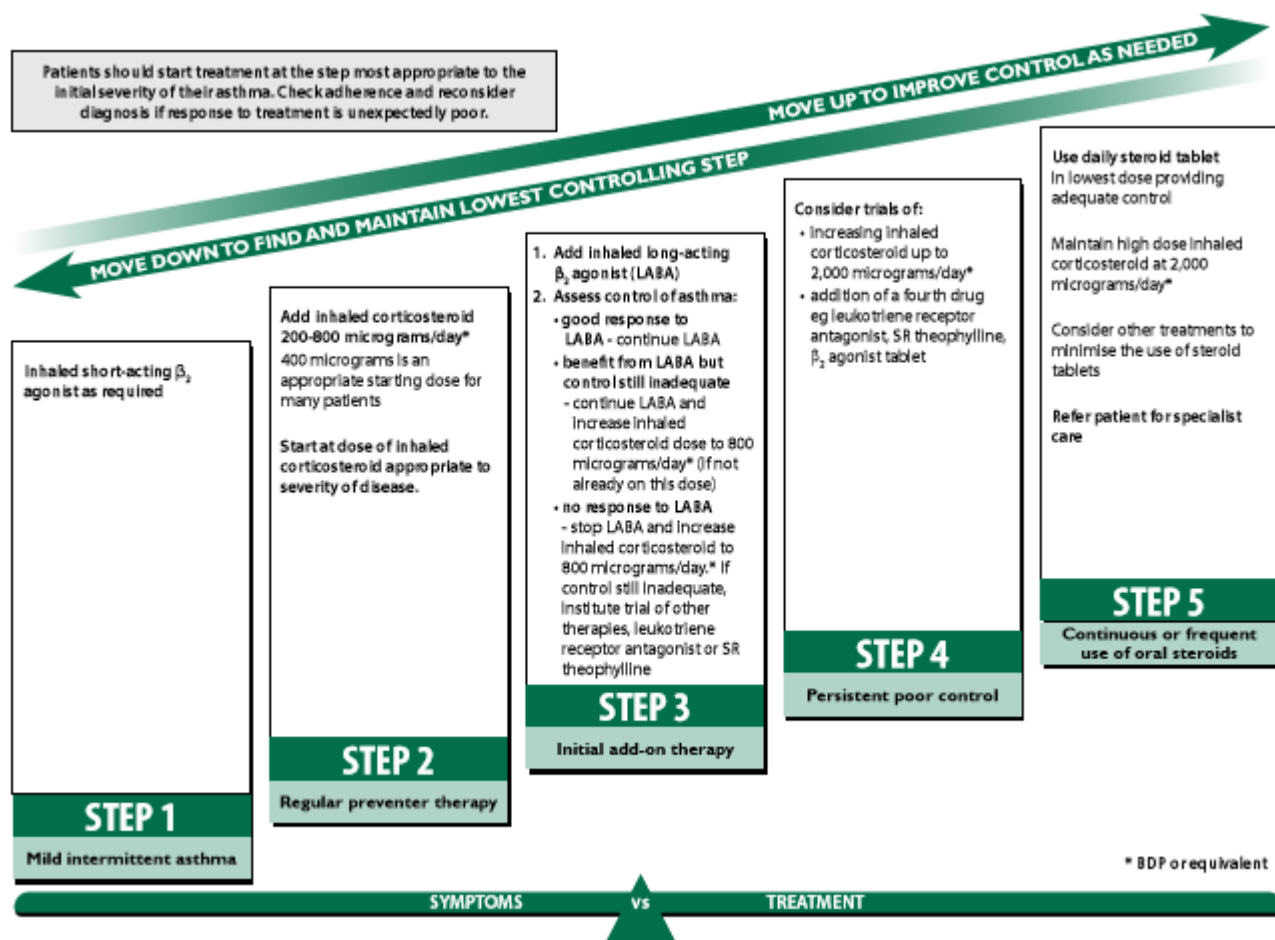 Patients should start treatment at the step most appropriate to the
initial severity of their asthma. Check adherence and reconsider
diagnosis if response to treatment is unexpectedly poor.
MOVE UP TO IMPROVE CONTROL AS NEEDED
MOVE DOWN TO FIND AND MAINTAIN LOWEST CONTROLLING STEP
Inhaled short-acting β₂
agonist as required
STEP 1
Mild intermittent asthma
Add inhaled corticosteroid
200-800 micrograms/day*
400 micrograms is an
appropriate starting dose for
many patients
Start at dose of inhaled
corticosteroid appropriate to
severity of disease.
STEP 2
Regular preventer therapy
1. Add inhaled long-acting
β₂ agonist (LABA)
2. Assess control of asthma:
• good response to
LABA - continue LABA
• benefit from LABA but
control still inadequate
- continue LABA and
increase inhaled
corticosteroid dose to 800
micrograms/day* (if not
already on this dose)
• no response to LABA
- stop LABA and increase
inhaled corticosteroid to
800 micrograms/day.* If
control still inadequate,
institute trial of other
therapies, leukotriene
receptor antagonist or SR
theophylline
STEP 3
Initial add-on therapy
Consider trials of:
• increasing inhaled
corticosteroid up to
2,000 micrograms/day*
• addition of a fourth drug
eg leukotriene receptor
antagonist, SR theophylline,
β₂ agonist tablet
STEP 4
Persistent poor control
Use daily steroid tablet
in lowest dose providing
adequate control
Maintain high dose inhaled
corticosteroid at 2,000
micrograms/day*
Consider other treatments to
minimise the use of steroid
tablets
Refer patient for specialist
care
STEP 5
Continuous or frequent
use of oral steroids
* BDP or equivalent
SYMPTOMS vs TREATMENT